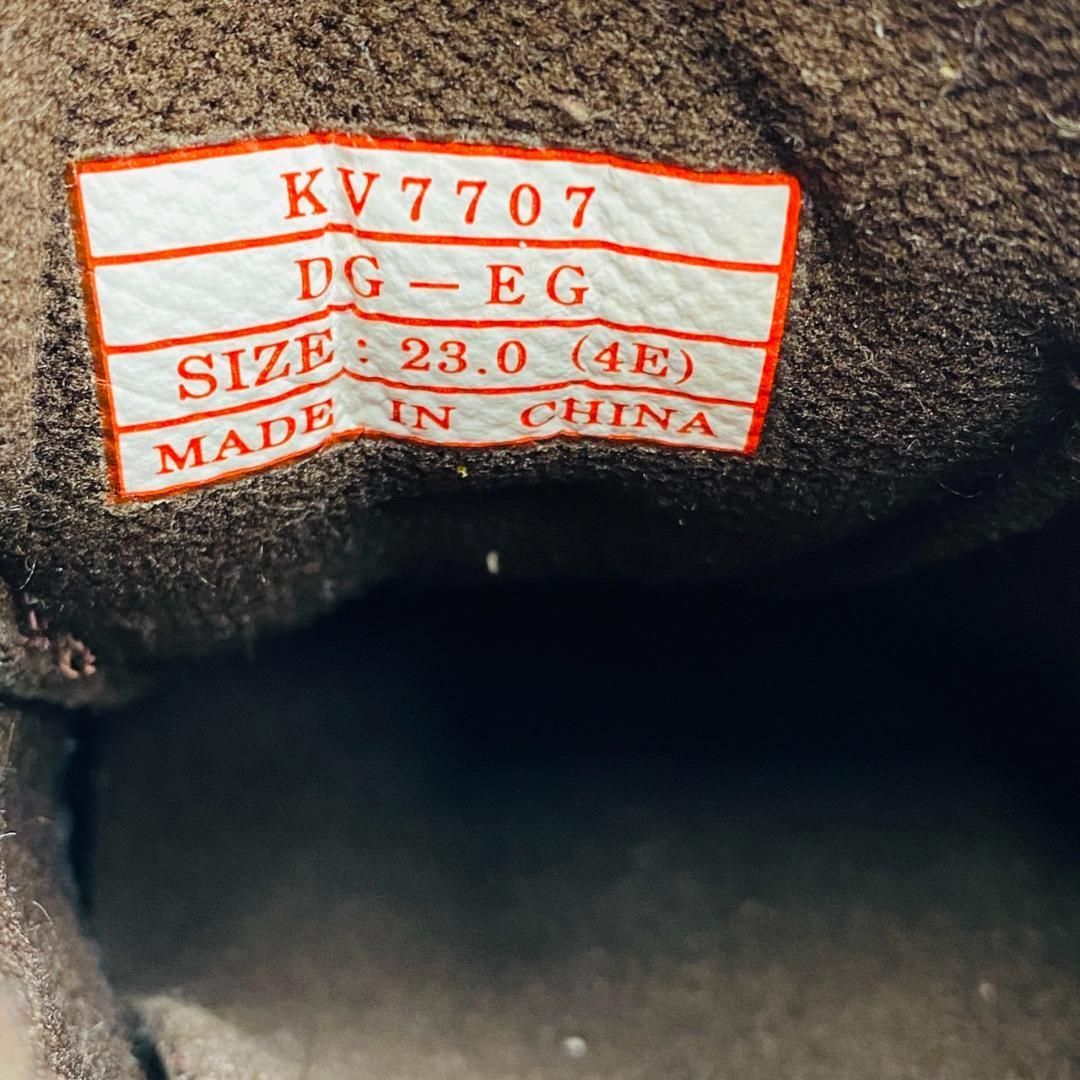 KV7707
DG-EG
SIZE: 23.0 (4E)
MADE IN CHINA